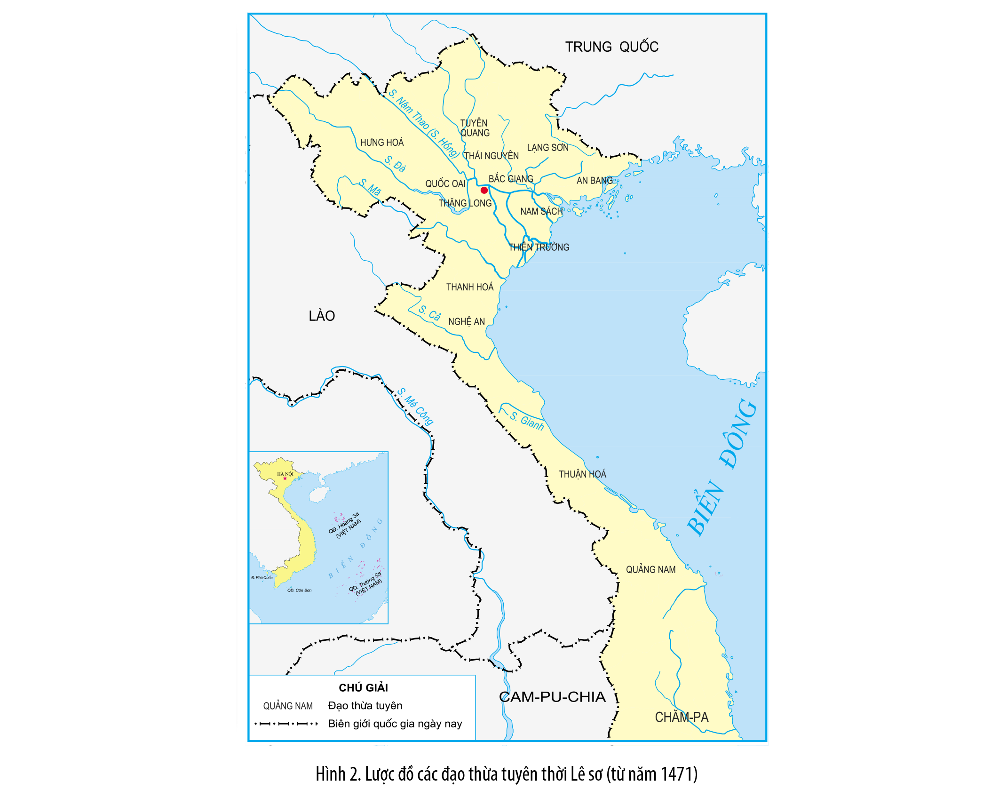 TRUNG QUỐC
S. Nậm Thao (S. Hồng)
TUYÊN
QUANG
HƯNG HOÁ
LẠNG SƠN
THÁI NGUYÊN
S. Đà
BẮC GIANG
AN BANG
QUỐC OAI
S. Mã
THĂNG LONG
NAM SÁCH
THIÊN TRƯỜNG
THANH HOÁ
LÀO
S. Cả
NGHỆ AN
S. Mê Công
S. Gianh
BIỂN ĐÔNG
THUẬN HOÁ
HÀ NỘI
QĐ. Hoàng Sa
(VIỆT NAM)
BIỂN ĐÔNG
QĐ. Trường Sa
(VIỆT NAM)
Đ. Phú Quốc
QĐ. Côn Sơn
QUẢNG NAM
CAM-PU-CHIA
CHĂM-PA
CHÚ GIẢI
QUẢNG NAM Đạo thừa tuyên
Biên giới quốc gia ngày nay
Hình 2. Lược đồ các đạo thừa tuyên thời Lê sơ (từ năm 1471)